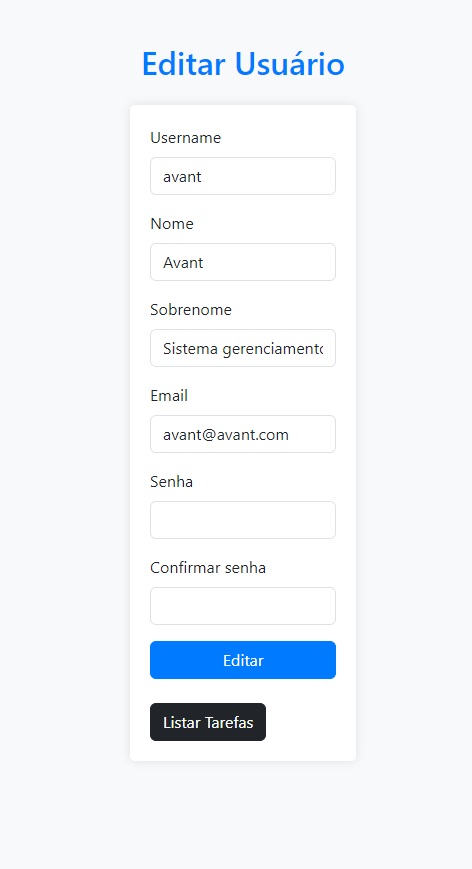 Editar Usuário
Username
avant
Nome
Avant
Sobrenome
Sistema gerenciamento
Email
avant@avant.com
Senha
Confirmar senha
Editar
Listar Tarefas